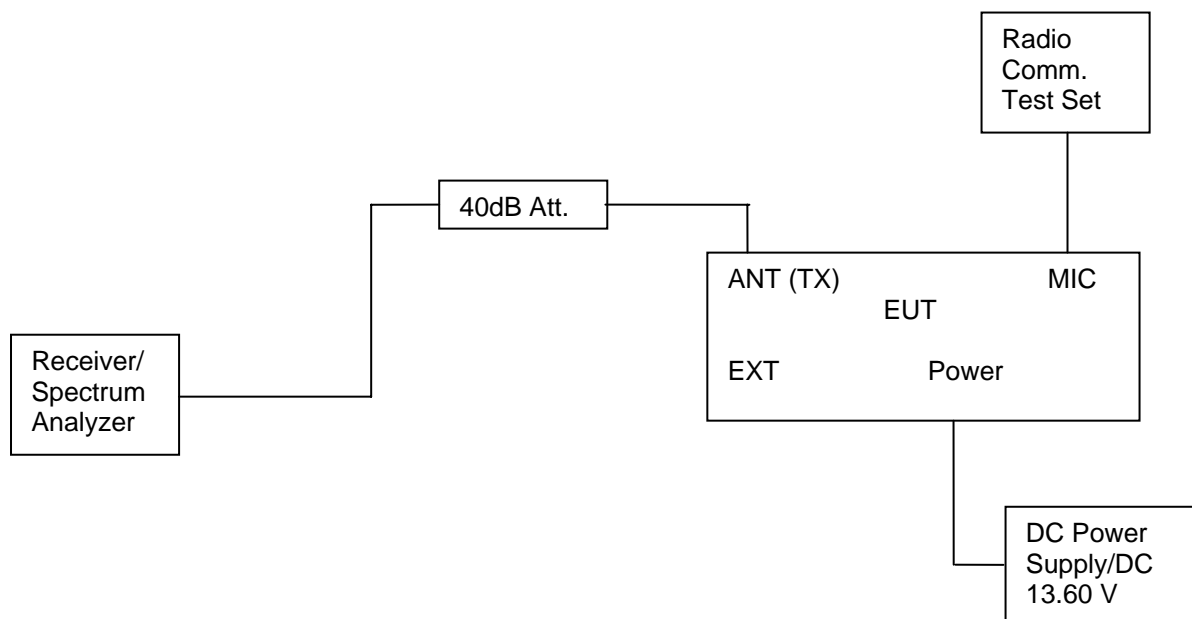 Radio
Comm.
Test Set
40dB Att.
ANT (TX)
MIC
EUT
EXT
Power
Receiver/
Spectrum
Analyzer
DC Power
Supply/DC
13.60 V